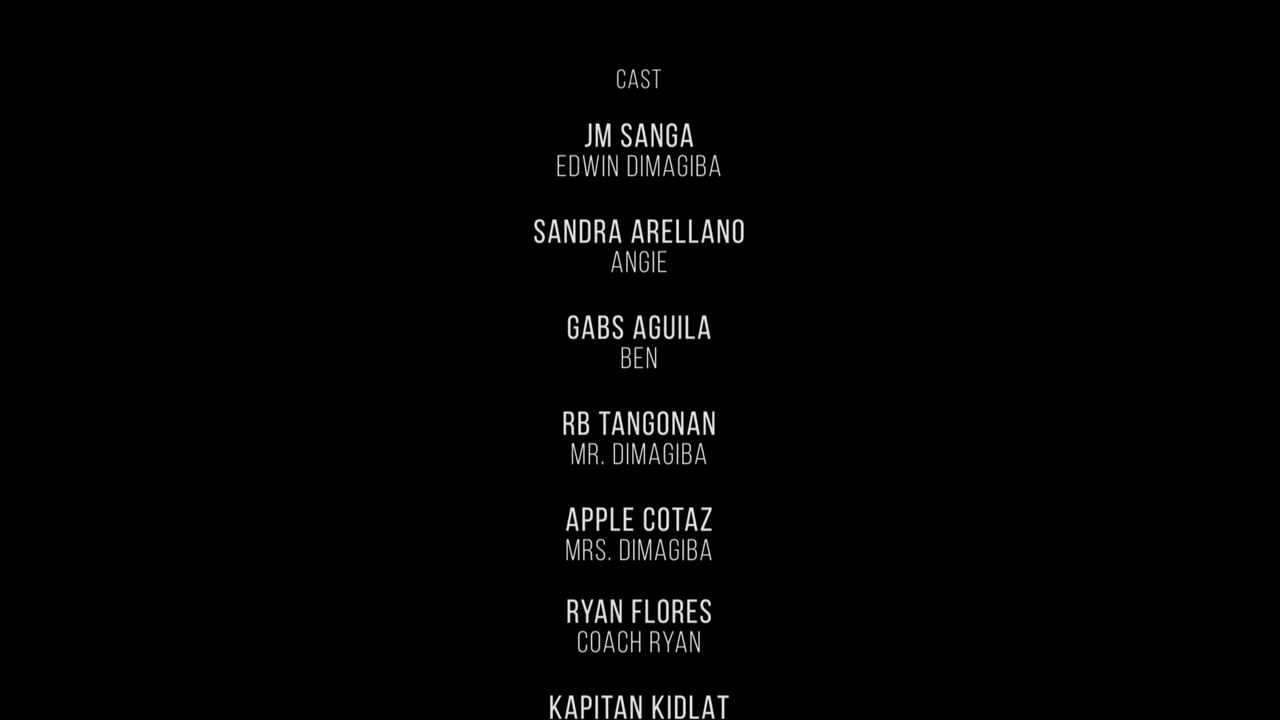 CAST
JM SANGA
EDWIN DIMAGIBA
SANDRA ARELLANO
ANGIE
GABS AGUILA
BEN
RB TANGONAN
MR. DIMAGIBA
APPLE COTAZ
MRS. DIMAGIBA
RYAN FLORES
COACH RYAN
KAPITAN KIDLAT